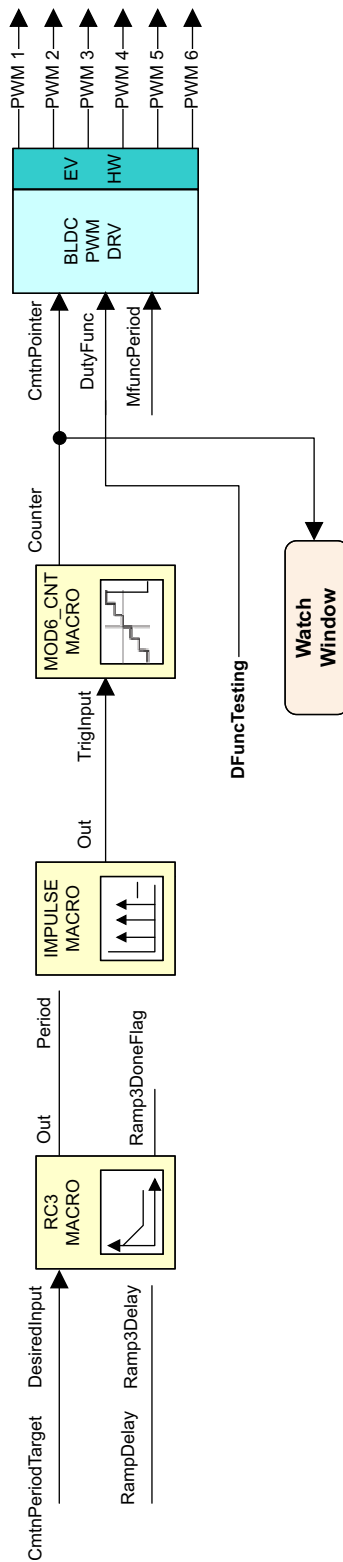 CmtnPeriodTarget
DesiredInput
RampDelay
Ramp3Delay
RC3
MACRO
Out
Period
Ramp3DoneFlag
IMPULSE
MACRO
Out
TrigInput
MOD6_CNT
MACRO
Counter
CmtnPointer
DutyFunc
MfuncPeriod
DFuncTesting
Watch
Window
BLDC
PWM
DRV
EV
HW
PWM 1
PWM 2
PWM 3
PWM 4
PWM 5
PWM 6